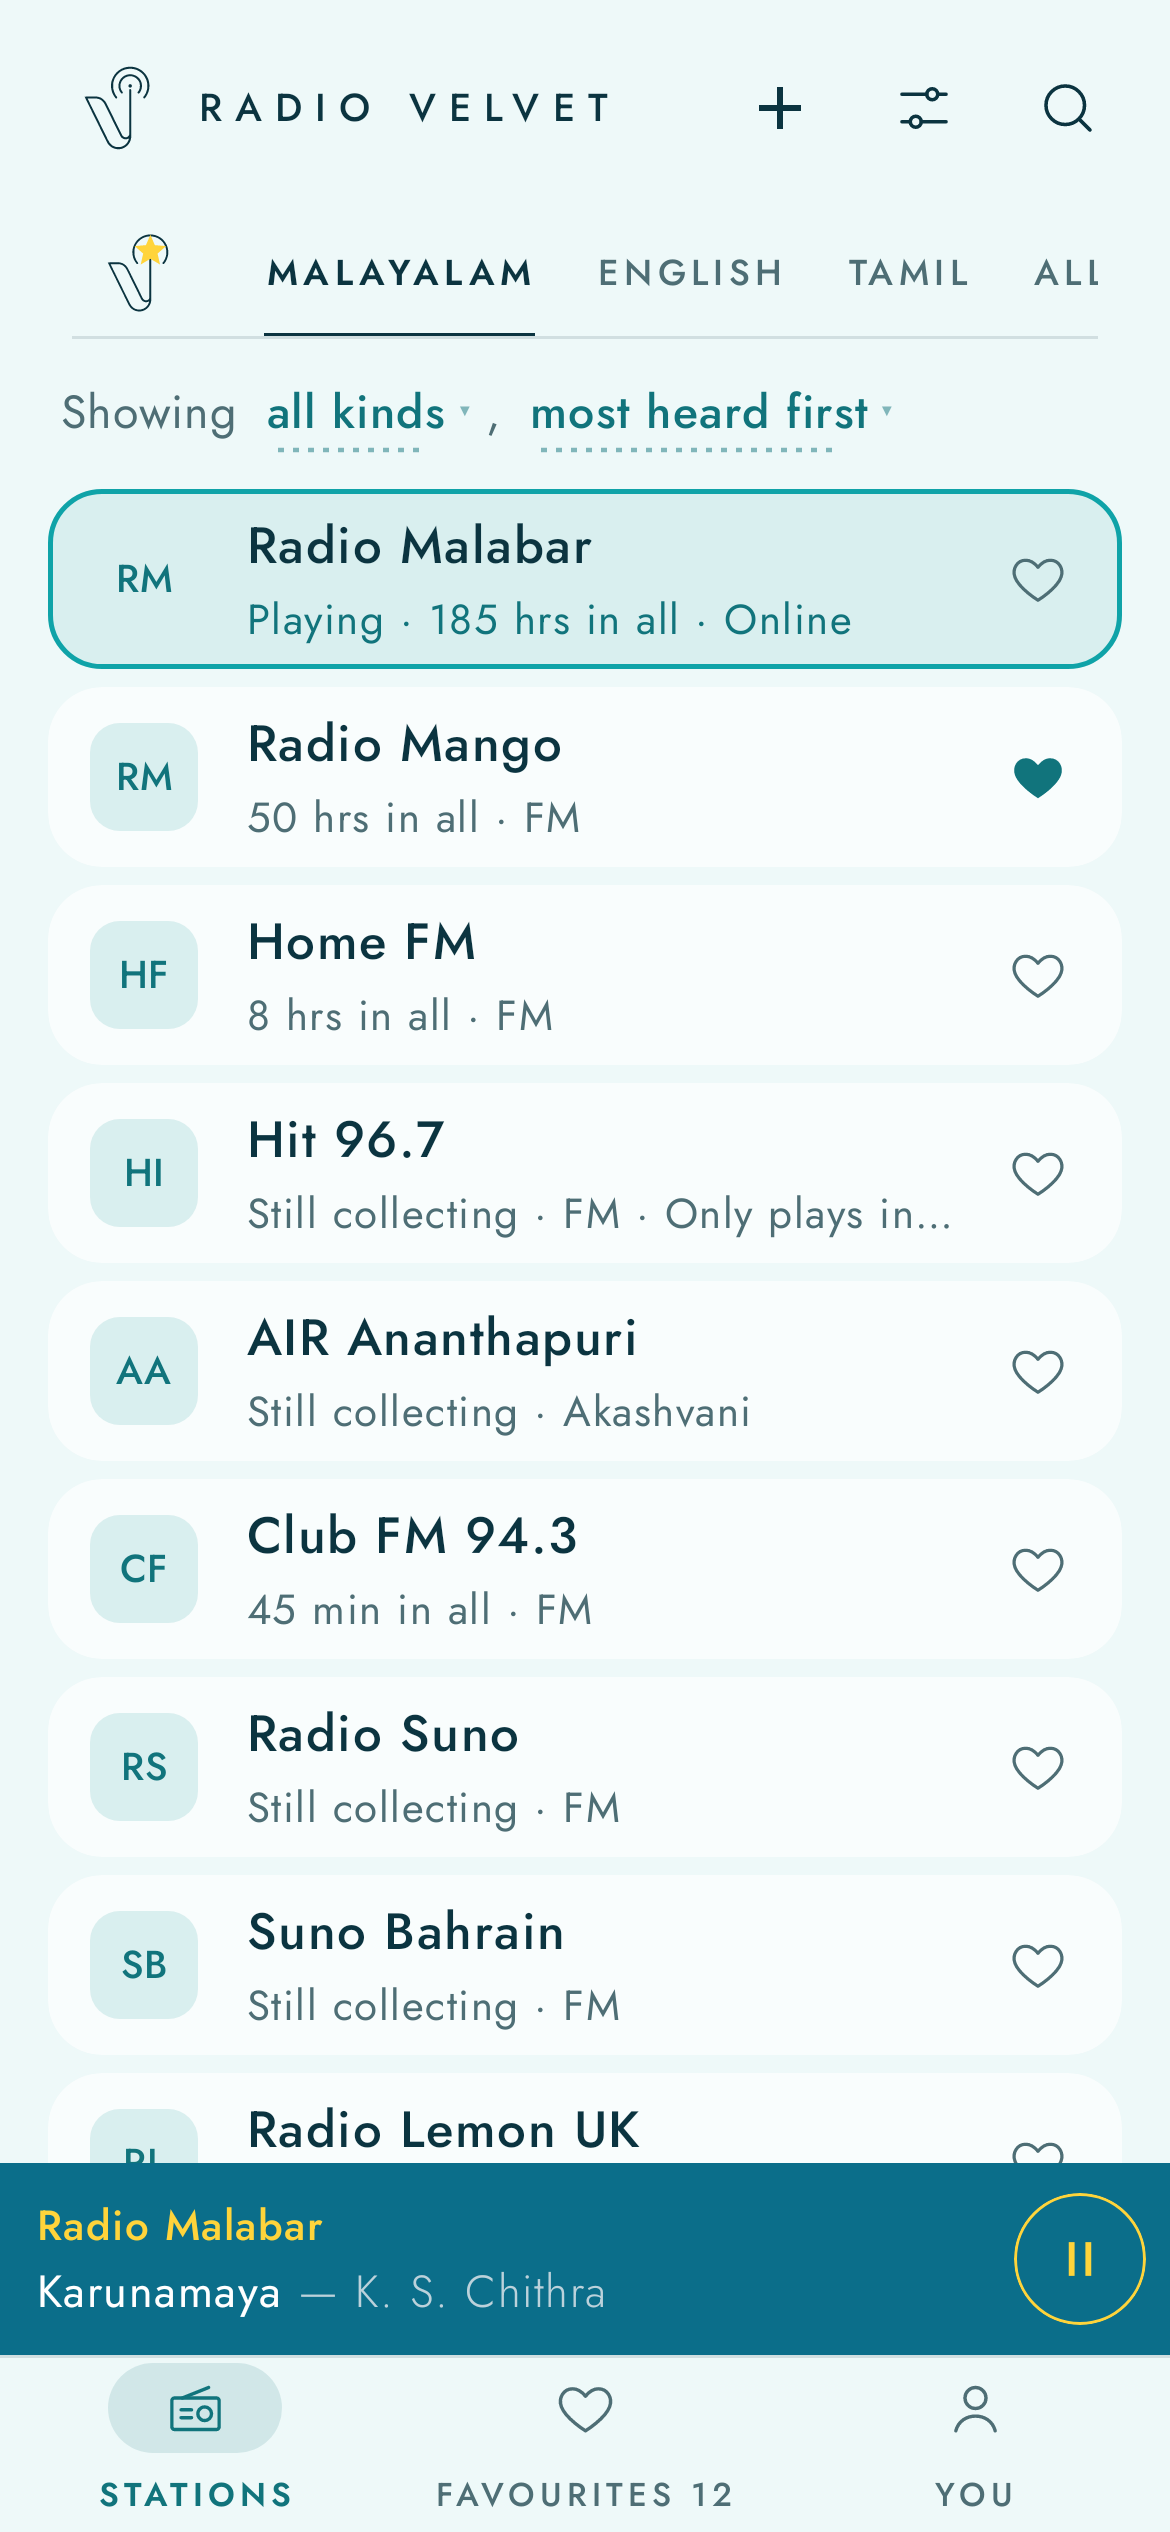 RADIO VELVET
MALAYALAM ENGLISH TAMIL ALL
Showing all kinds ▾ , most heard first ▾
RM
Radio Malabar
Playing · 185 hrs in all · Online
RM
Radio Mango
50 hrs in all · FM
HF
Home FM
8 hrs in all · FM
HI
Hit 96.7
Still collecting · FM · Only plays in...
AA
AIR Ananthapuri
Still collecting · Akashvani
CF
Club FM 94.3
45 min in all · FM
RS
Radio Suno
Still collecting · FM
SB
Suno Bahrain
Still collecting · FM
Radio Lemon UK
Radio Malabar
Karunamaya — K. S. Chithra
STATIONS FAVOURITES 12 YOU